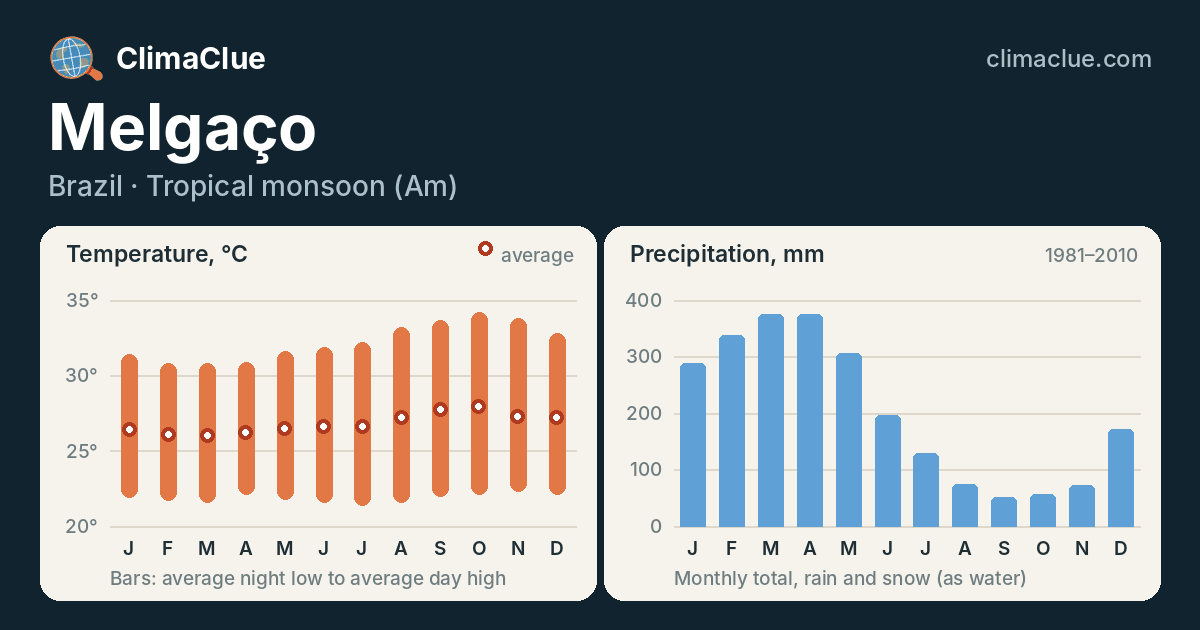 ClimaClue
climaclue.com
Melgaço
Brazil · Tropical monsoon (Am)
Temperature, °C
average
35°
30°
25°
20°
J F M A M J J A S O N D
Bars: average night low to average day high
Precipitation, mm
1981–2010
400
300
200
100
0
J F M A M J J A S O N D
Monthly total, rain and snow (as water)